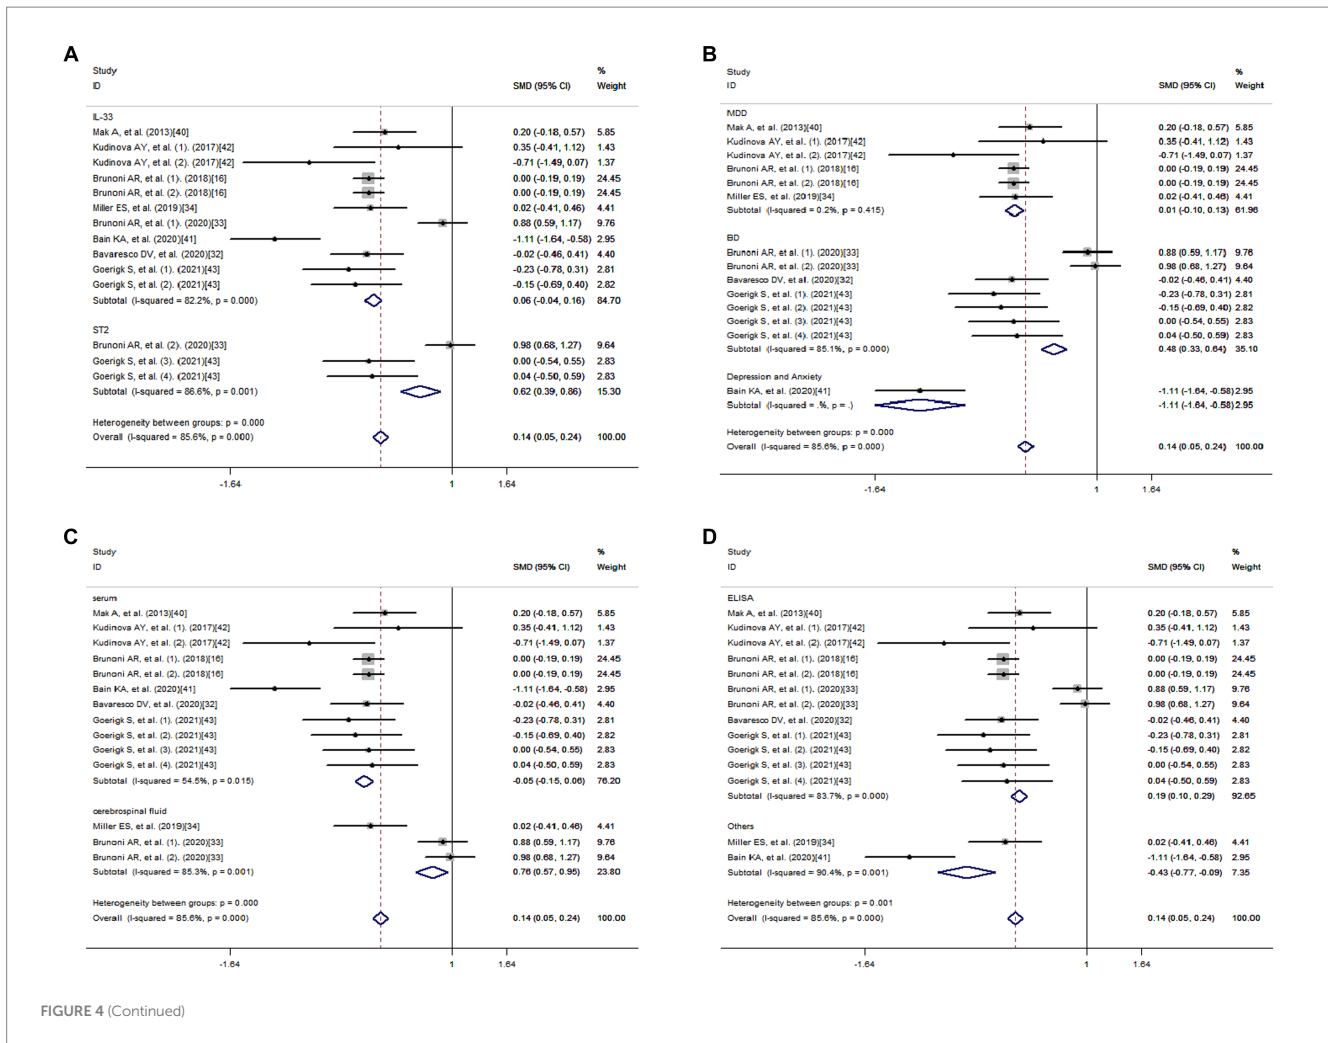 A
Study %
ID SMD (95% CI) Weight
IL-33
Mak A, et al. (2013)[40] 0.20 (-0.18, 0.57) 5.85
Kudinova AY, et al. (1). (2017)[42] 0.35 (-0.41, 1.12) 1.43
Kudinova AY, et al. (2). (2017)[42] -0.71 (-1.49, 0.07) 1.37
Brunoni AR, et al. (1). (2018)[16] 0.00 (-0.19, 0.19) 24.45
Brunoni AR, et al. (2). (2018)[16] 0.00 (-0.19, 0.19) 24.45
Miller ES, et al. (2019)[34] 0.02 (-0.41, 0.46) 4.41
Brunoni AR, et al. (1). (2020)[33] 0.88 (0.59, 1.17) 9.76
Bain KA, et al. (2020)[41] -1.11 (-1.64, -0.58) 2.95
Bavaresco DV, et al. (2020)[32] -0.02 (-0.46, 0.41) 4.40
Goerigk S, et al. (1). (2021)[43] -0.23 (-0.78, 0.31) 2.81
Goerigk S, et al. (2). (2021)[43] -0.15 (-0.69, 0.40) 2.82
Subtotal (I-squared = 82.2%, p = 0.000) 0.06 (-0.04, 0.16) 84.70
ST2
Brunoni AR, et al. (2). (2020)[33] 0.98 (0.68, 1.27) 9.64
Goerigk S, et al. (3). (2021)[43] 0.00 (-0.54, 0.55) 2.83
Goerigk S, et al. (4). (2021)[43] 0.04 (-0.50, 0.59) 2.83
Subtotal (I-squared = 86.6%, p = 0.001) 0.62 (0.39, 0.86) 15.30
Heterogeneity between groups: p = 0.000
Overall (I-squared = 85.6%, p = 0.000) 0.14 (0.05, 0.24) 100.00
-1.64 1 1.64
B
Study %
ID SMD (95% CI) Weight
MDD
Mak A, et al. (2013)[40] 0.20 (-0.18, 0.57) 5.85
Kudinova AY, et al. (1). (2017)[42] 0.35 (-0.41, 1.12) 1.43
Kudinova AY, et al. (2). (2017)[42] -0.71 (-1.49, 0.07) 1.37
Brunoni AR, et al. (1). (2018)[16] 0.00 (-0.19, 0.19) 24.45
Brunoni AR, et al. (2). (2018)[16] 0.00 (-0.19, 0.19) 24.45
Miller ES, et al. (2019)[34] 0.02 (-0.41, 0.46) 4.41
Subtotal (I-squared = 0.2%, p = 0.415) 0.01 (-0.10, 0.13) 61.96
BD
Brunoni AR, et al. (1). (2020)[33] 0.88 (0.59, 1.17) 9.76
Brunoni AR, et al. (2). (2020)[33] 0.98 (0.68, 1.27) 9.64
Bavaresco DV, et al. (2020)[32] -0.02 (-0.46, 0.41) 4.40
Goerigk S, et al. (1). (2021)[43] -0.23 (-0.78, 0.31) 2.81
Goerigk S, et al. (2). (2021)[43] -0.15 (-0.69, 0.40) 2.82
Goerigk S, et al. (3). (2021)[43] 0.00 (-0.54, 0.55) 2.83
Goerigk S, et al. (4). (2021)[43] 0.04 (-0.50, 0.59) 2.83
Subtotal (I-squared = 85.1%, p = 0.000) 0.48 (0.33, 0.64) 35.10
Depression and Anxiety
Bain KA, et al. (2020)[41] -1.11 (-1.64, -0.58) 2.95
Subtotal (I-squared = .%, p = .) -1.11 (-1.64, -0.58) 2.95
Heterogeneity between groups: p = 0.000
Overall (I-squared = 85.6%, p = 0.000) 0.14 (0.05, 0.24) 100.00
-1.64 1 1.64
C
Study %
ID SMD (95% CI) Weight
serum
Mak A, et al. (2013)[40] 0.20 (-0.18, 0.57) 5.85
Kudinova AY, et al. (1). (2017)[42] 0.35 (-0.41, 1.12) 1.43
Kudinova AY, et al. (2). (2017)[42] -0.71 (-1.49, 0.07) 1.37
Brunoni AR, et al. (1). (2018)[16] 0.00 (-0.19, 0.19) 24.45
Brunoni AR, et al. (2). (2018)[16] 0.00 (-0.19, 0.19) 24.45
Bain KA, et al. (2020)[41] -1.11 (-1.64, -0.58) 2.95
Bavaresco DV, et al. (2020)[32] -0.02 (-0.46, 0.41) 4.40
Goerigk S, et al. (1). (2021)[43] -0.23 (-0.78, 0.31) 2.81
Goerigk S, et al. (2). (2021)[43] -0.15 (-0.69, 0.40) 2.82
Goerigk S, et al. (3). (2021)[43] 0.00 (-0.54, 0.55) 2.83
Goerigk S, et al. (4). (2021)[43] 0.04 (-0.50, 0.59) 2.83
Subtotal (I-squared = 54.5%, p = 0.015) -0.05 (-0.15, 0.06) 76.20
cerebrospinal fluid
Miller ES, et al. (2019)[34] 0.02 (-0.41, 0.46) 4.41
Brunoni AR, et al. (1). (2020)[33] 0.88 (0.59, 1.17) 9.76
Brunoni AR, et al. (2). (2020)[33] 0.98 (0.68, 1.27) 9.64
Subtotal (I-squared = 85.3%, p = 0.001) 0.76 (0.57, 0.95) 23.80
Heterogeneity between groups: p = 0.000
Overall (I-squared = 85.6%, p = 0.000) 0.14 (0.05, 0.24) 100.00
-1.64 1 1.64
D
Study %
ID SMD (95% CI) Weight
ELISA
Mak A, et al. (2013)[40] 0.20 (-0.18, 0.57) 5.85
Kudinova AY, et al. (1). (2017)[42] 0.35 (-0.41, 1.12) 1.43
Kudinova AY, et al. (2). (2017)[42] -0.71 (-1.49, 0.07) 1.37
Brunoni AR, et al. (1). (2018)[16] 0.00 (-0.19, 0.19) 24.45
Brunoni AR, et al. (2). (2018)[16] 0.00 (-0.19, 0.19) 24.45
Brunoni AR, et al. (1). (2020)[33] 0.88 (0.59, 1.17) 9.76
Brunoni AR, et al. (2). (2020)[33] 0.98 (0.68, 1.27) 9.64
Bavaresco DV, et al. (2020)[32] -0.02 (-0.46, 0.41) 4.40
Goerigk S, et al. (1). (2021)[43] -0.23 (-0.78, 0.31) 2.81
Goerigk S, et al. (2). (2021)[43] -0.15 (-0.69, 0.40) 2.82
Goerigk S, et al. (3). (2021)[43] 0.00 (-0.54, 0.55) 2.83
Goerigk S, et al. (4). (2021)[43] 0.04 (-0.50, 0.59) 2.83
Subtotal (I-squared = 83.7%, p = 0.000) 0.19 (0.10, 0.29) 92.65
Others
Miller ES, et al. (2019)[34] 0.02 (-0.41, 0.46) 4.41
Bain KA, et al. (2020)[41] -1.11 (-1.64, -0.58) 2.95
Subtotal (I-squared = 90.4%, p = 0.001) -0.43 (-0.77, -0.09) 7.35
Heterogeneity between groups: p = 0.001
Overall (I-squared = 85.6%, p = 0.000) 0.14 (0.05, 0.24) 100.00
-1.64 1 1.64
FIGURE 4 (Continued)